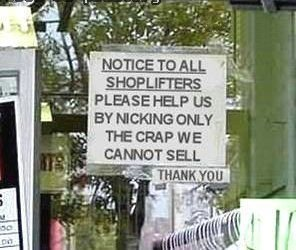 NOTICE TO ALL
SHOPLIFTERS
PLEASE HELP US
BY NICKING ONLY
THE CRAP WE
CANNOT SELL
THANK YOU